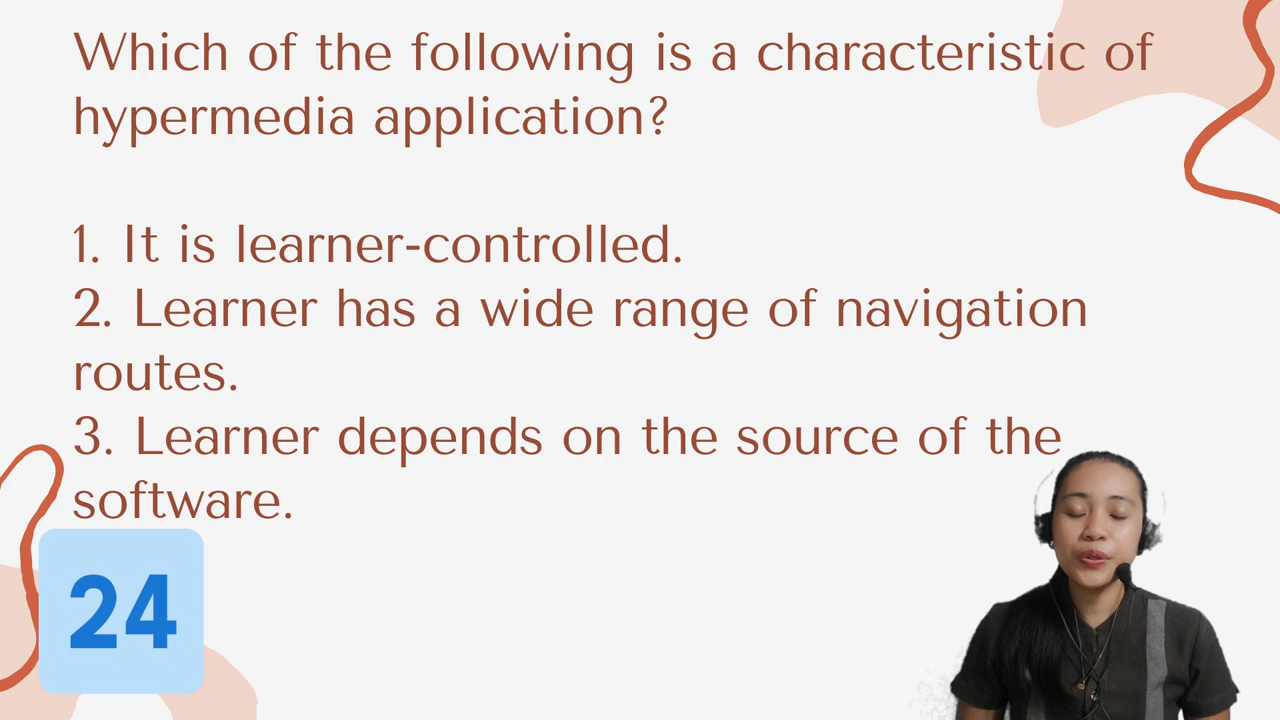 Which of the following is a characteristic of
hypermedia application?
1. It is learner-controlled.
2. Learner has a wide range of navigation
routes.
3. Learner depends on the source of the
software.
24